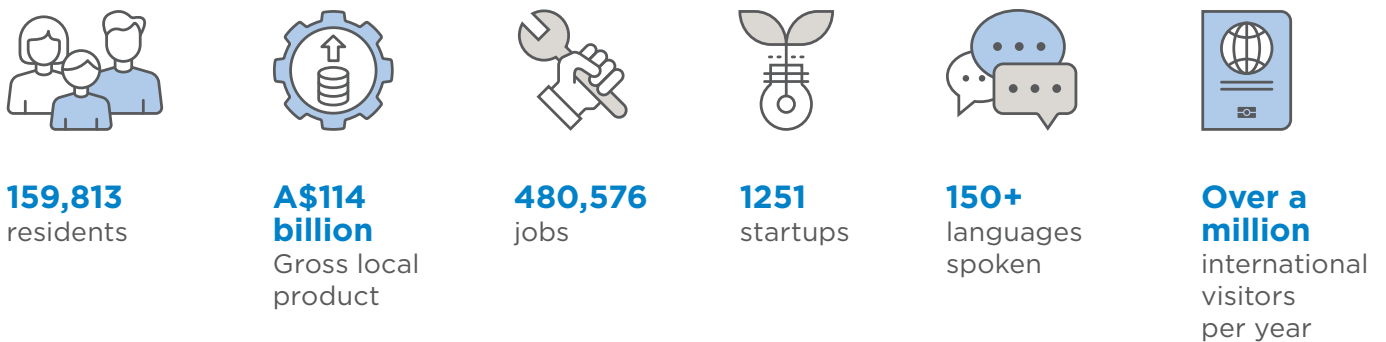 159,813
residents
A$114
billion
Gross local
product
480,576
jobs
1251
startups
150+
languages
spoken
Over a
million
international
visitors
per year